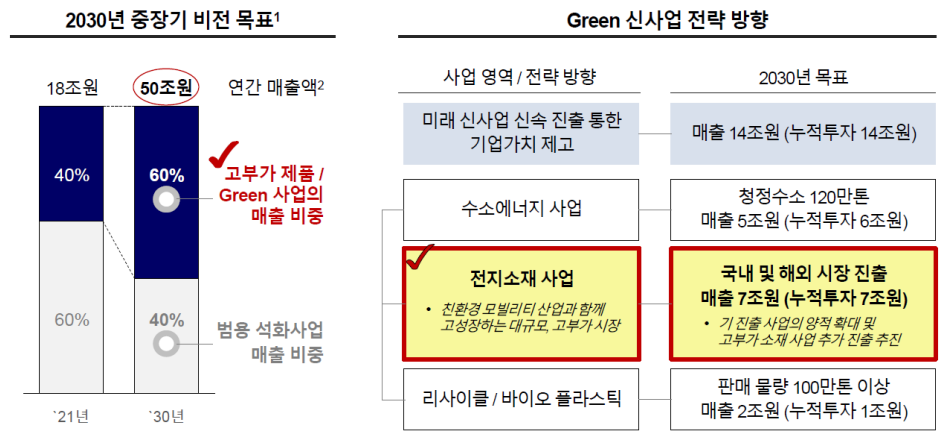 2030년 중장기 비전 목표1
18조원
50조원
연간 매출액2
40%
60%
고부가 제품 /
Green 사업의
매출 비중
60%
40%
범용 석화사업
매출 비중
`21년
`30년
Green 신사업 전략 방향
사업 영역 / 전략 방향
2030년 목표
미래 신사업 신속 진출 통한
기업가치 제고
매출 14조원 (누적투자 14조원)
수소에너지 사업
청정수소 120만톤
매출 5조원 (누적투자 6조원)
전지소재 사업
• 친환경 모빌리티 산업과 함께
고성장하는 대규모, 고부가 시장
국내 및 해외 시장 진출
매출 7조원 (누적투자 7조원)
• 기 진출 사업의 양적 확대 및
고부가 소재 사업 추가 진출 추진
리사이클 / 바이오 플라스틱
판매 물량 100만톤 이상
매출 2조원 (누적투자 1조원)